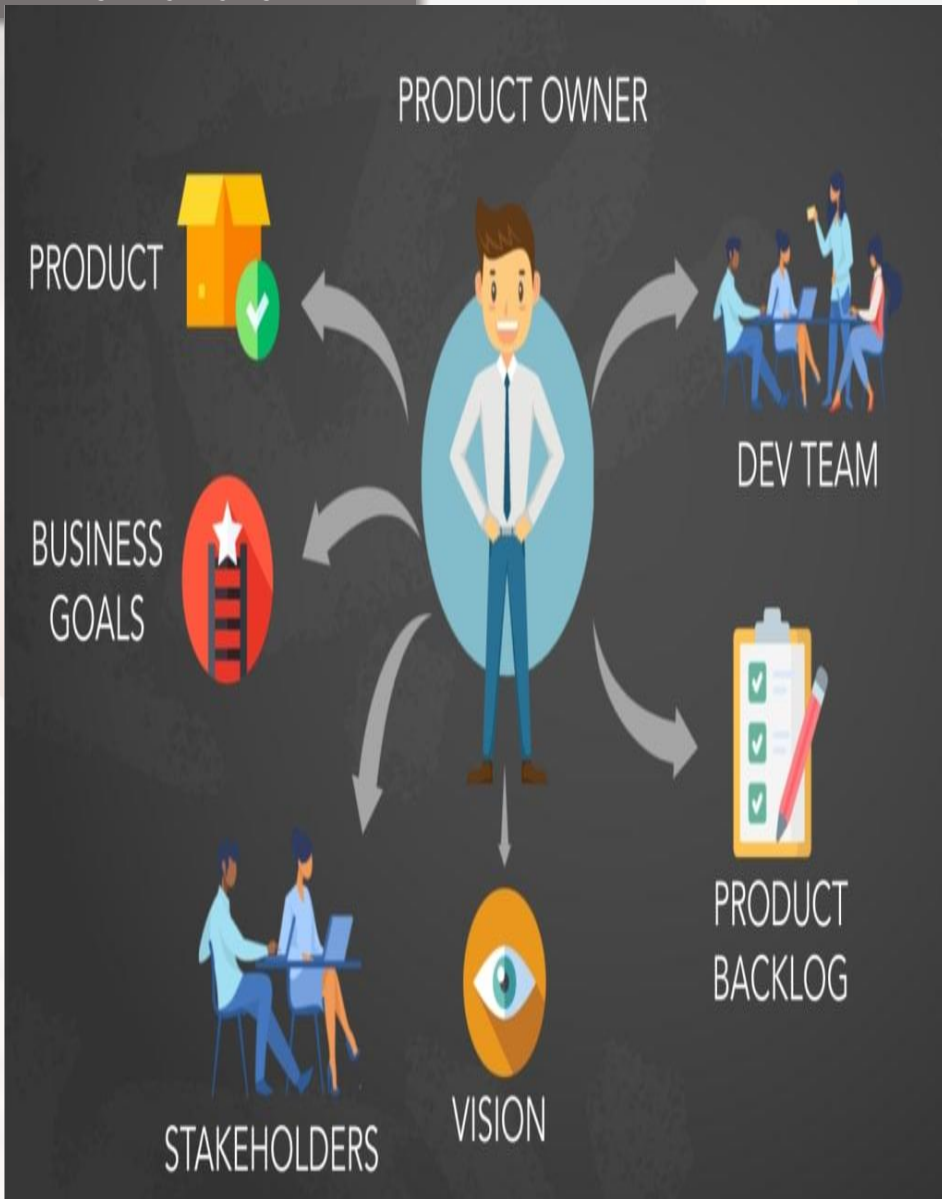 PRODUCT OWNER
PRODUCT
DEV TEAM
BUSINESS
GOALS
PRODUCT
BACKLOG
VISION
STAKEHOLDERS